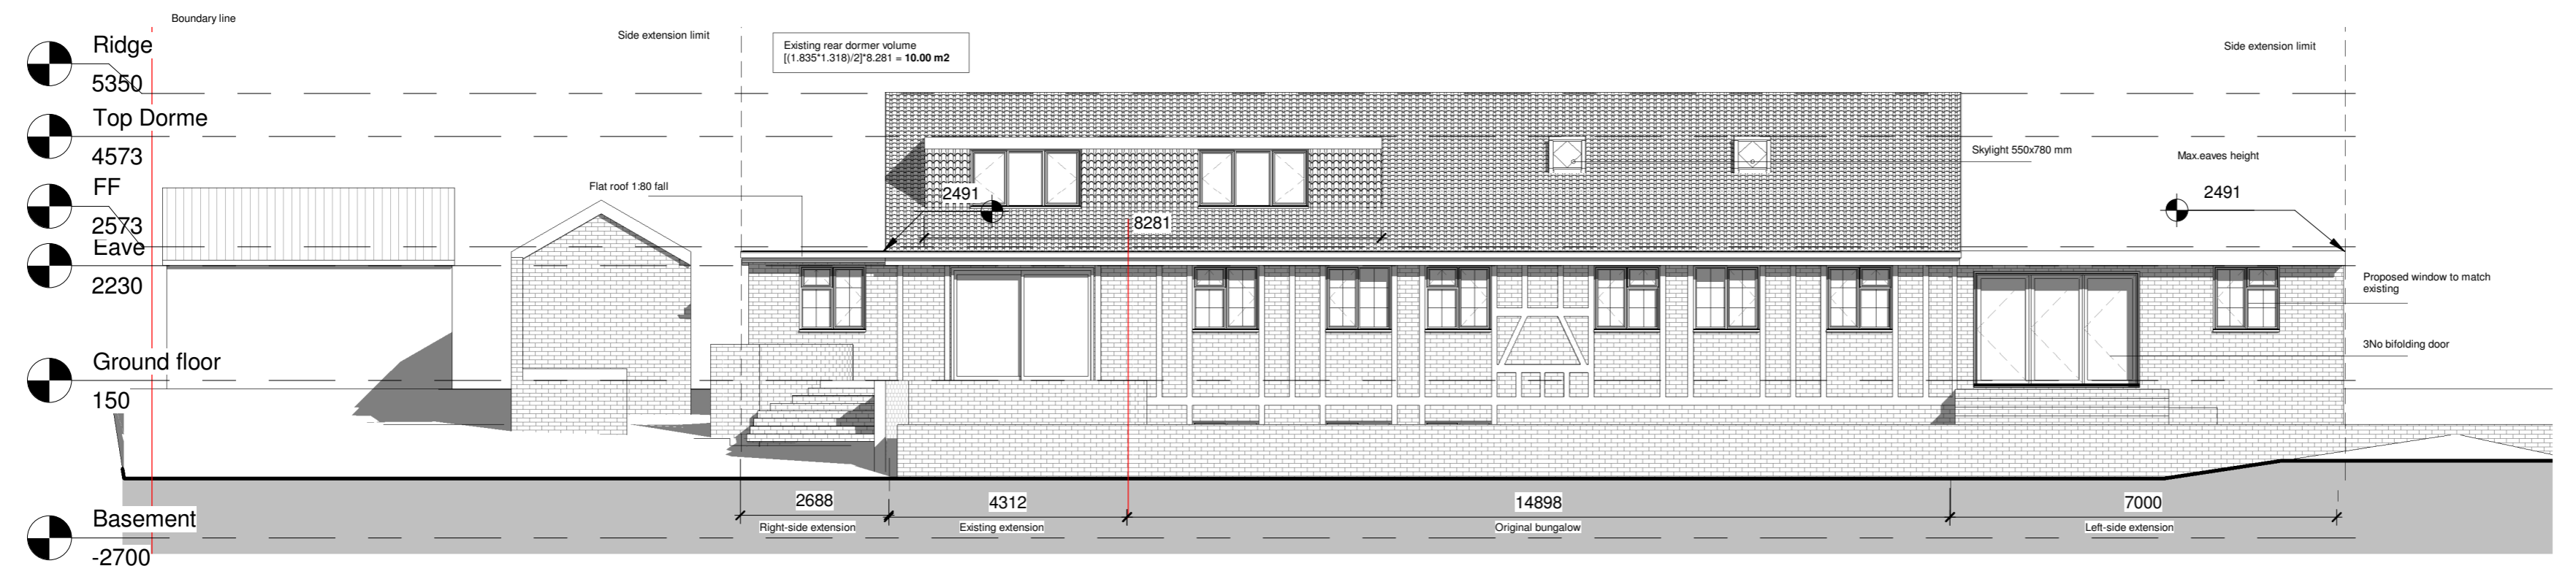 Boundary line
Side extension limit
Existing rear dormer volume
[(1.835*1.318)/2]*8.281 = 10.00 m2
Side extension limit
Ridge
5350
Top Dorme
4573
FF
2573
Eave
2230
Ground floor
150
Basement
-2700
Flat roof 1:80 fall
2491
8281
Skylight 550x780 mm
Max.eaves height
2491
Proposed window to match
existing
3No bifolding door
2688
Right-side extension
4312
Existing extension
14898
Original bungalow
7000
Left-side extension